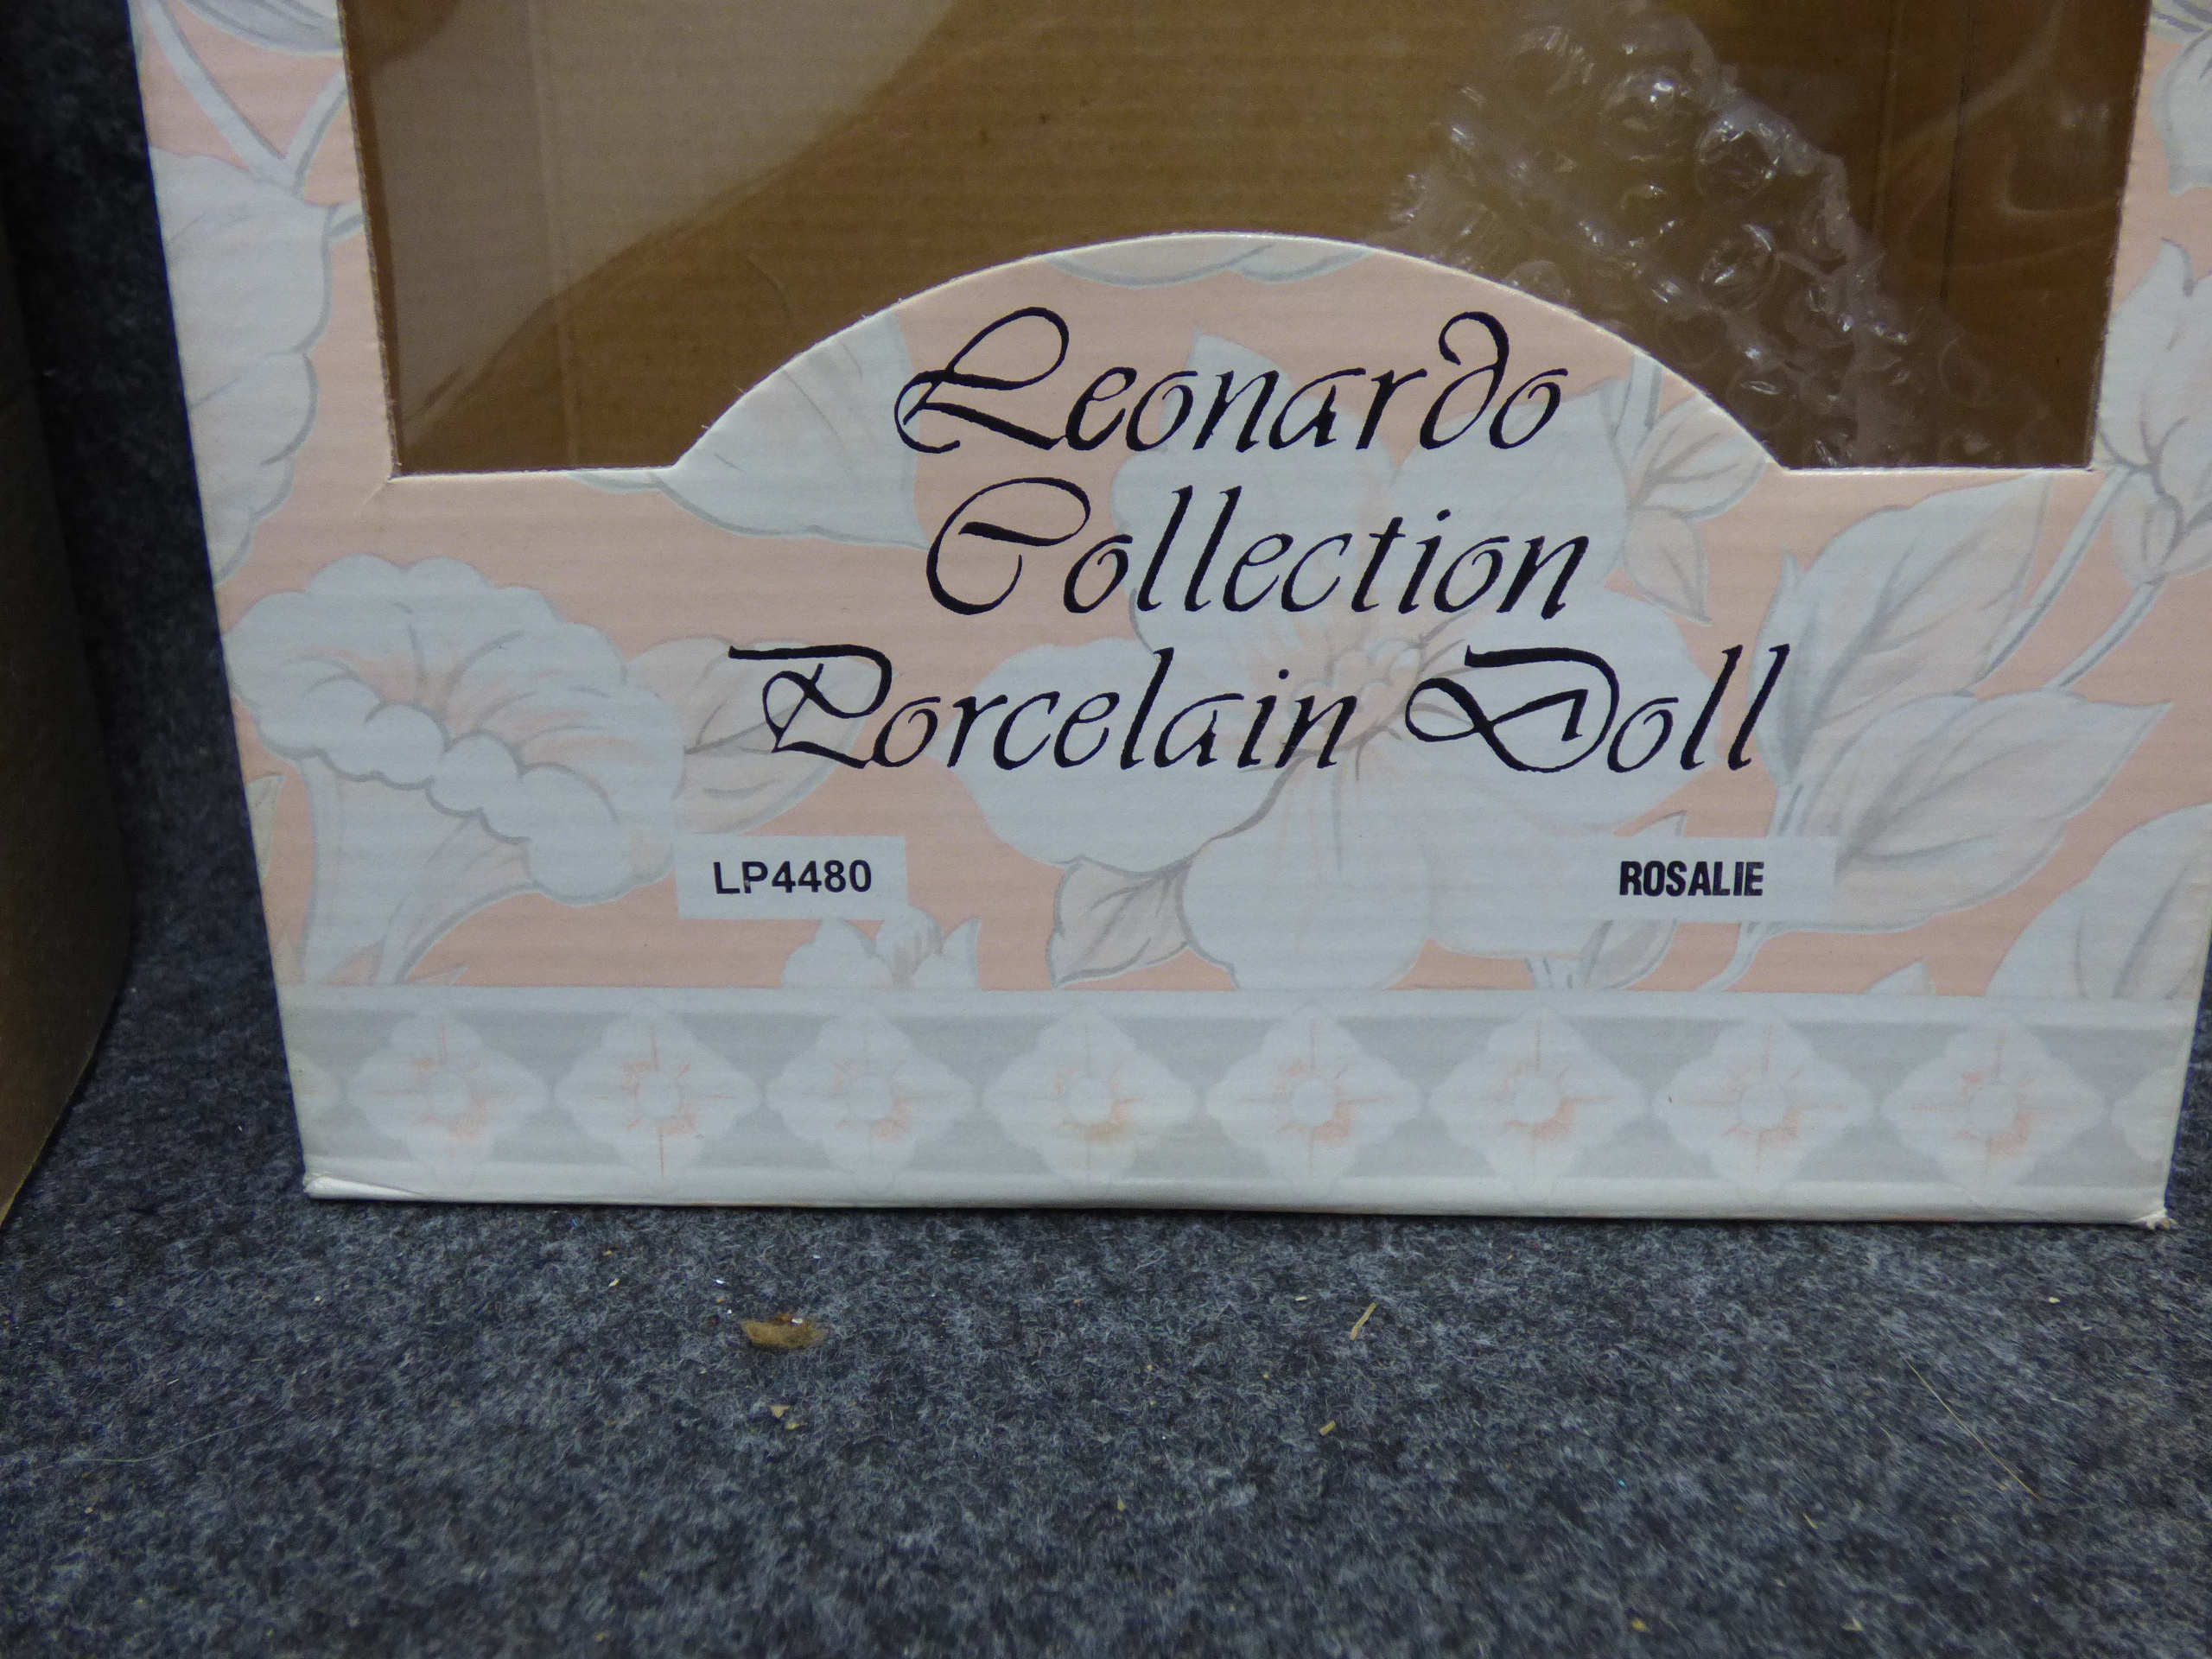 Leonardo
Collection
Porcelain Doll
LP4480 ROSALIE